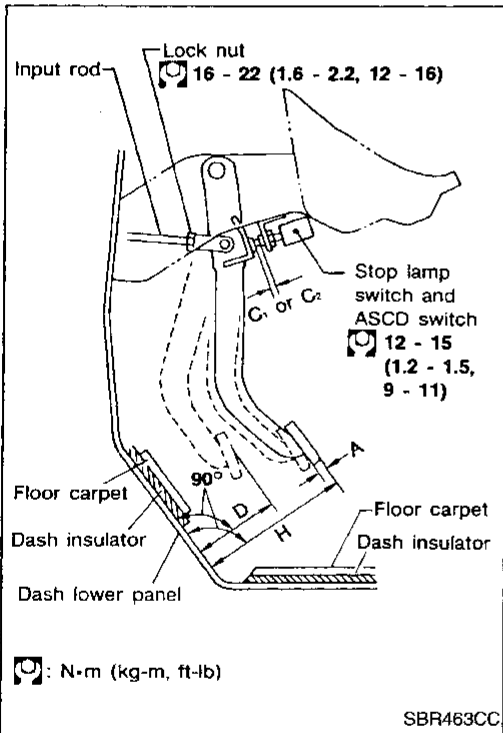 Lock nut
16 - 22 (1.6 - 2.2, 12 - 16)
Input rod
C₁ or C₂
Stop lamp
switch and
ASCD switch
12 - 15
(1.2 - 1.5,
9 - 11)
A
90°
D
H
Floor carpet
Dash insulator
Dash lower panel
Floor carpet
Dash insulator
: N•m (kg-m, ft-lb)
SBR463CC